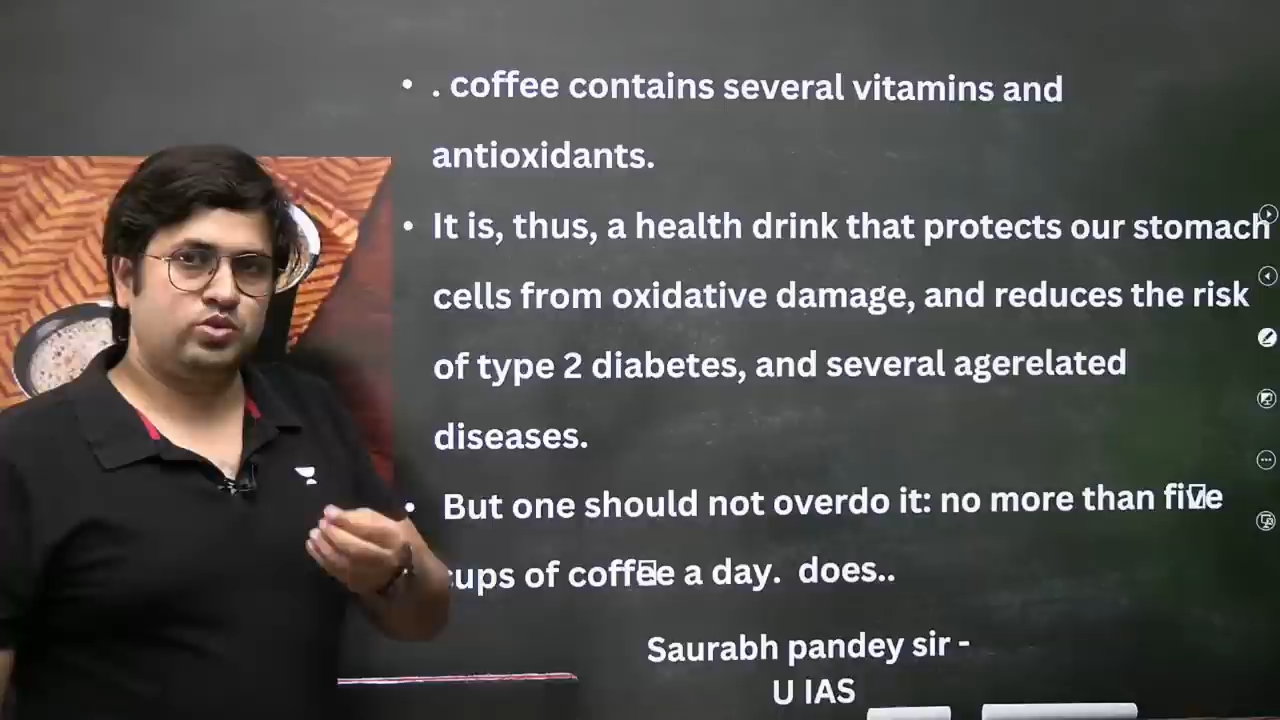 • . coffee contains several vitamins and
antioxidants.
• It is, thus, a health drink that protects our stomach
cells from oxidative damage, and reduces the risk
of type 2 diabetes, and several agerelated
diseases.
• But one should not overdo it: no more than five
cups of coffee a day.  does..
Saurabh pandey sir -
U IAS